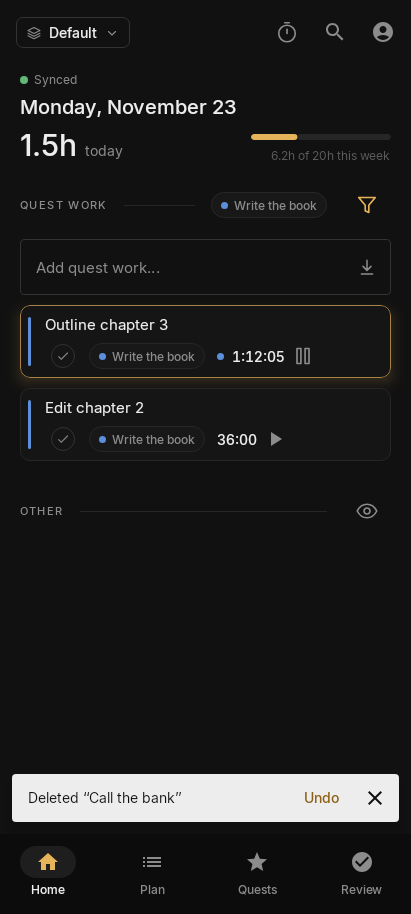 Default
Synced
Monday, November 23
1.5h today
6.2h of 20h this week
QUEST WORK
Write the book
Add quest work...
Outline chapter 3
Write the book
1:12:05
Edit chapter 2
Write the book
36:00
OTHER
Deleted “Call the bank”
Undo
Home
Plan
Quests
Review